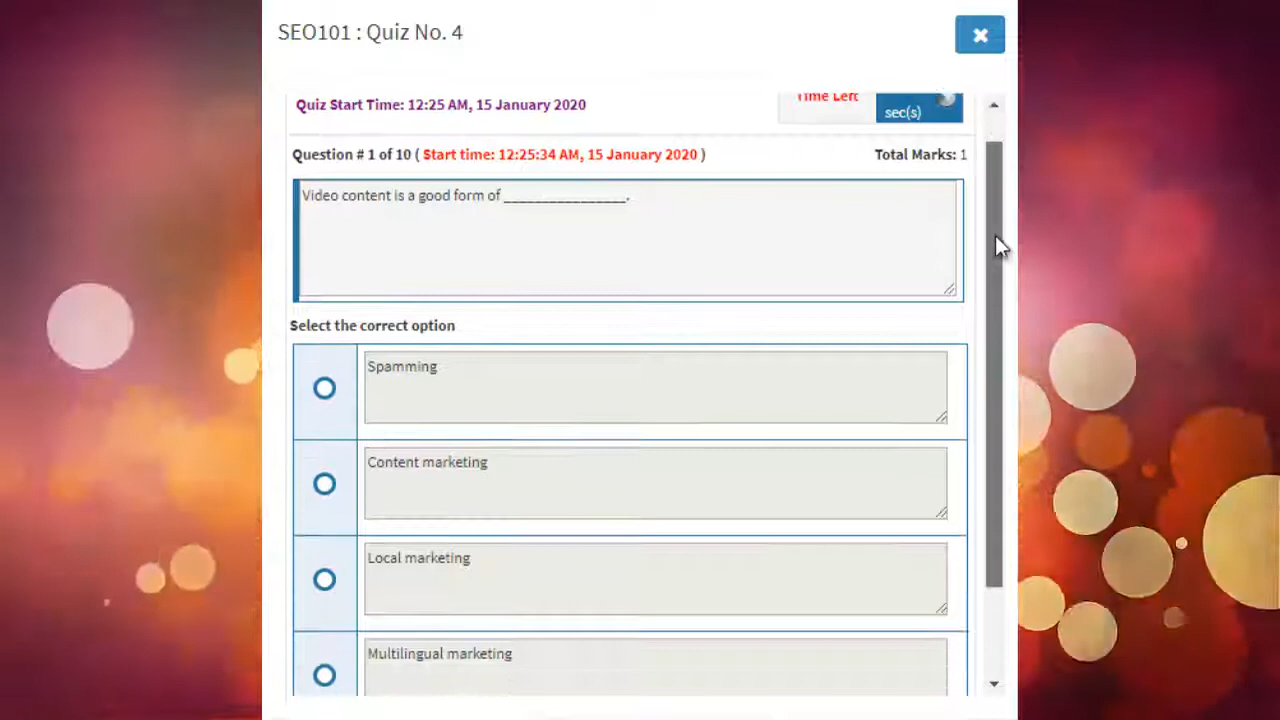 SEO101 : Quiz No. 4
Quiz Start Time: 12:25 AM, 15 January 2020
Time Left
sec(s)
Question # 1 of 10 ( Start time: 12:25:34 AM, 15 January 2020 )
Total Marks: 1
Video content is a good form of ________________.
Select the correct option
Spamming
Content marketing
Local marketing
Multilingual marketing